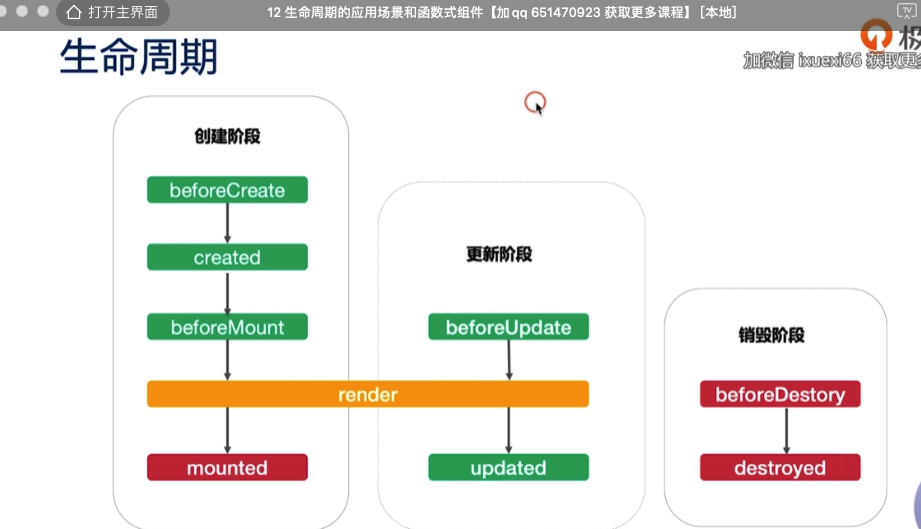 打开主界面
12 生命周期的应用场景和函数式组件【加qq 651470923 获取更多课程】 [本地]
TV
生命周期
极
加微信 ixuexi66 获取更多
创建阶段
beforeCreate
created
beforeMount
render
mounted
更新阶段
beforeUpdate
updated
销毁阶段
beforeDestory
destroyed